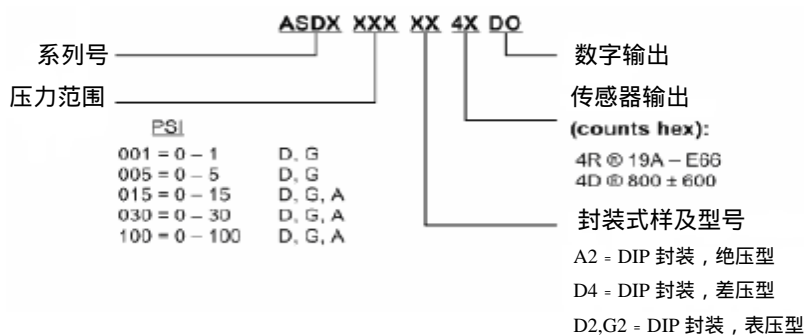 ASDX XXX XX 4X DO
系列号
压力范围
PSI
001 = 0 – 1 D, G
005 = 0 – 5 D, G
015 = 0 – 15 D, G, A
030 = 0 – 30 D, G, A
100 = 0 – 100 D, G, A
数字输出
传感器输出
(counts hex):
4R ® 19A – E66
4D ® 800 ± 600
封装式样及型号
A2 = DIP 封装，绝压型
D4 = DIP 封装，差压型
D2,G2 = DIP 封装，表压型